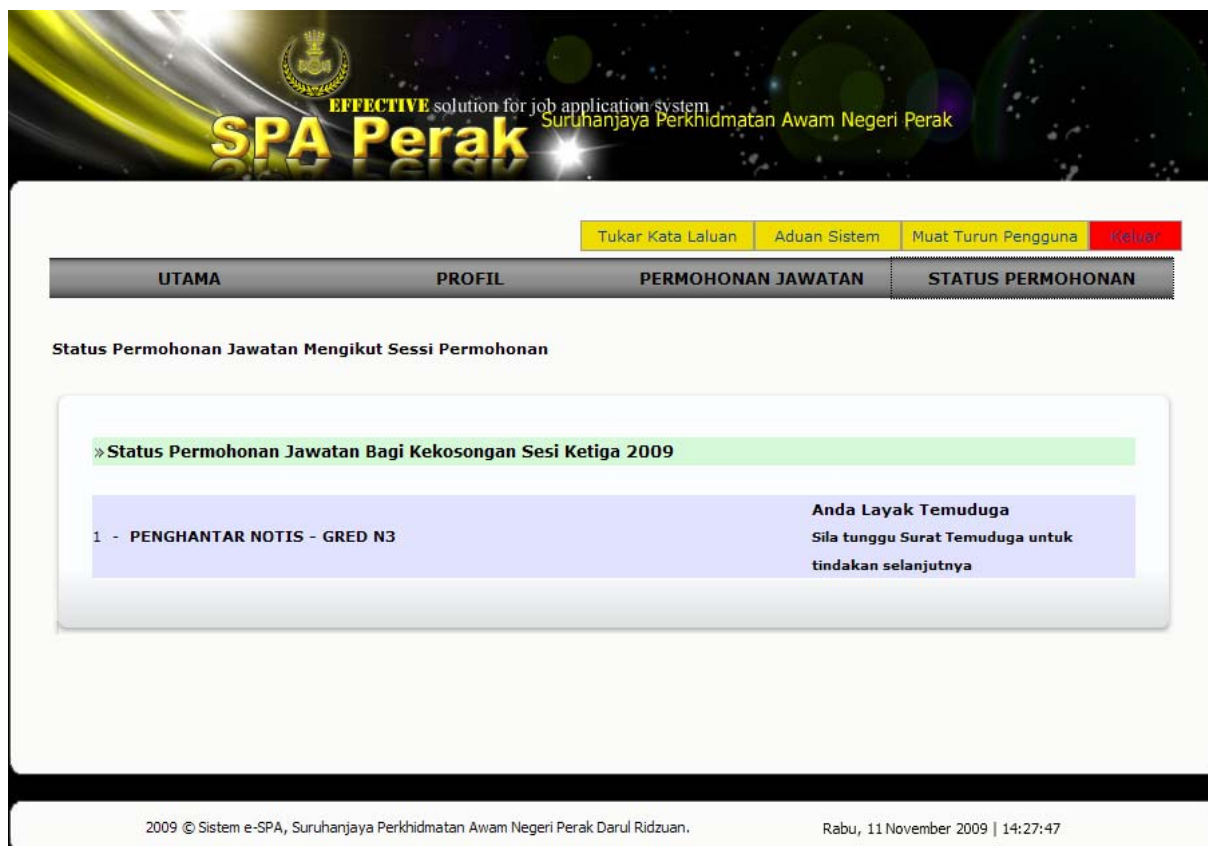 EFFECTIVE solution for job application system
SPA Perak
Suruhanjaya Perkhidmatan Awam Negeri Perak
Tukar Kata Laluan Aduan Sistem Muat Turun Pengguna Keluar
UTAMA PROFIL PERMOHONAN JAWATAN STATUS PERMOHONAN
Status Permohonan Jawatan Mengikut Sessi Permohonan
» Status Permohonan Jawatan Bagi Kekosongan Sesi Ketiga 2009
1 - PENGHANTAR NOTIS - GRED N3
Anda Layak Temuduga
Sila tunggu Surat Temuduga untuk
tindakan selanjutnya
2009 © Sistem e-SPA, Suruhanjaya Perkhidmatan Awam Negeri Perak Darul Ridzuan.
Rabu, 11 November 2009 | 14:27:47